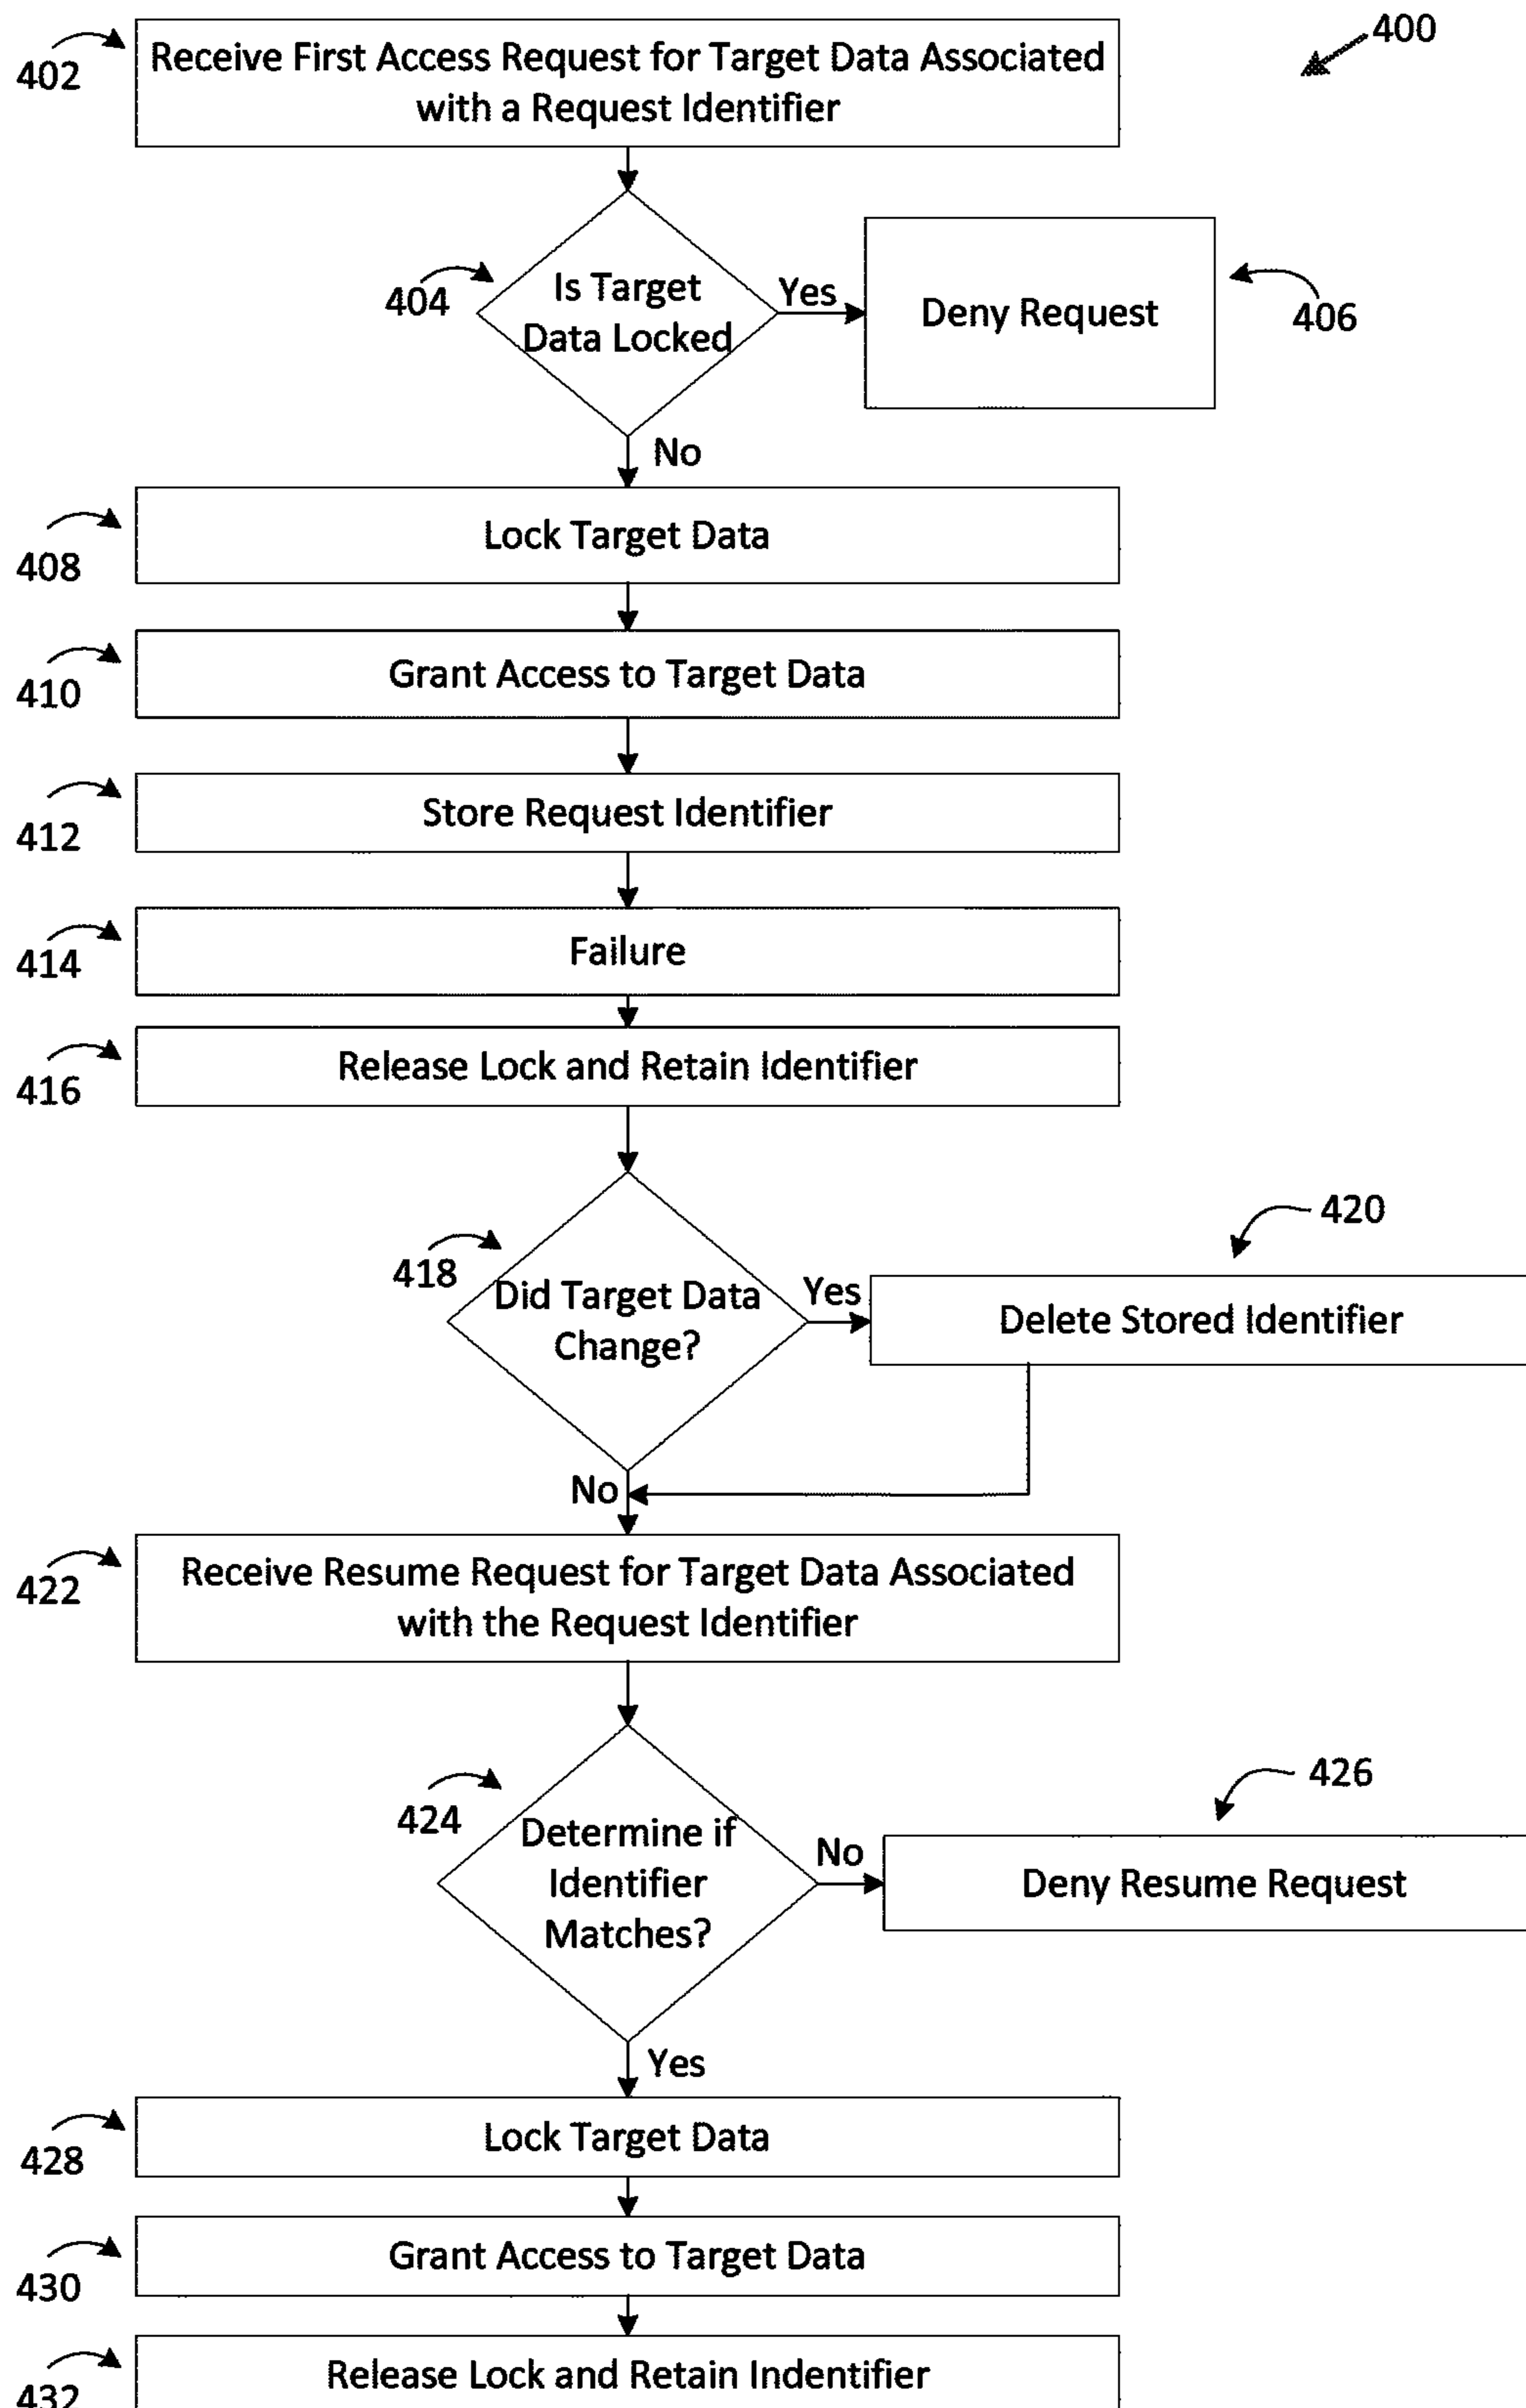 400
402
Receive First Access Request for Target Data Associated
with a Request Identifier
404
Is Target
Data Locked
Yes
Deny Request
406
No
408
Lock Target Data
410
Grant Access to Target Data
412
Store Request Identifier
414
Failure
416
Release Lock and Retain Identifier
418
Did Target Data
Change?
Yes
420
Delete Stored Identifier
No
422
Receive Resume Request for Target Data Associated
with the Request Identifier
424
Determine if
Identifier
Matches?
No
426
Deny Resume Request
Yes
428
Lock Target Data
430
Grant Access to Target Data
432
Release Lock and Retain Indentifier